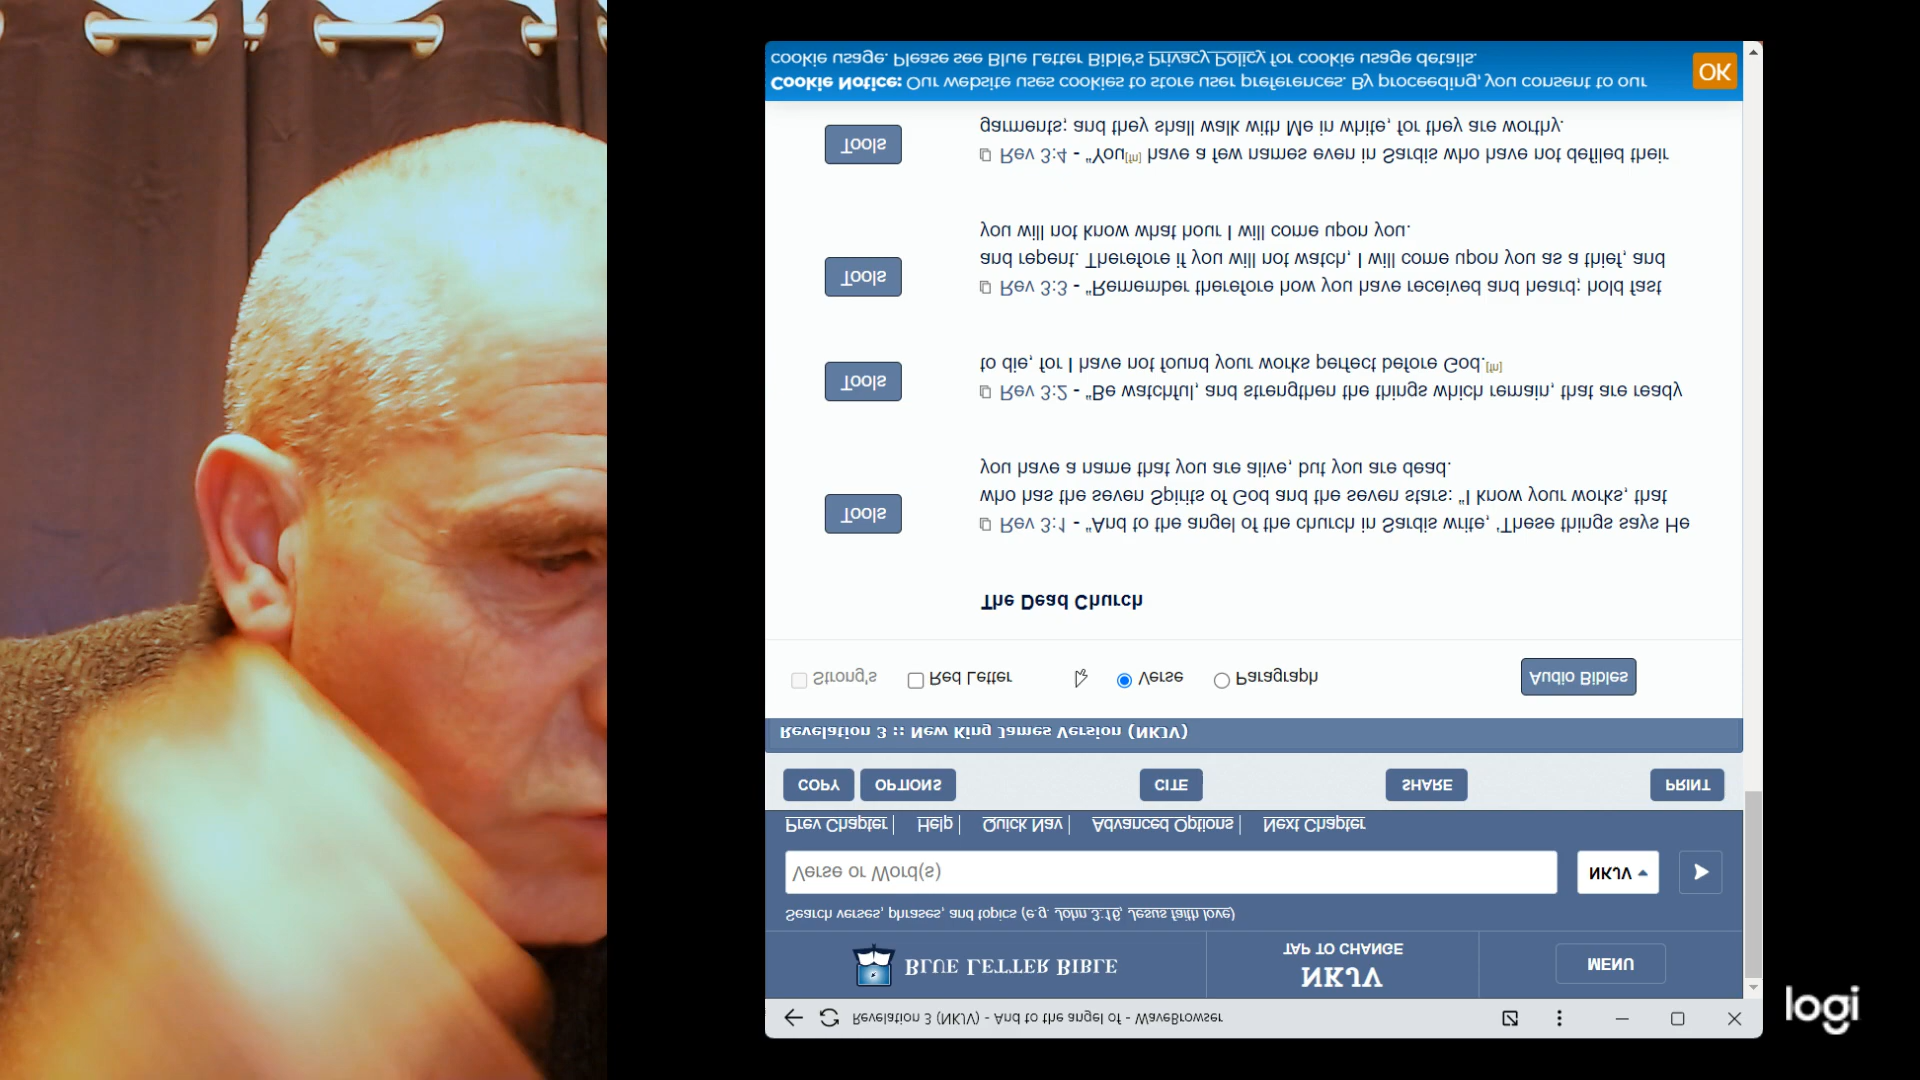 Revelation 3 (NKJV) - And to the angel of - WaveBrowser
BLUE LETTER BIBLE
TAP TO CHANGE
NKJV
MENU
Search verses, phrases, and topics (e.g. John 3:16, Jesus faith love)
Verse or Word(s)
NKJV
Prev Chapter | Help | Quick Nav | Advanced Options | Next Chapter
COPY OPTIONS CITE SHARE PRINT
Revelation 3 :: New King James Version (NKJV)
Strong's Red Letter Verse Paragraph Audio Bibles
The Dead Church
Tools
Rev 3:1 - "And to the angel of the church in Sardis write, 'These things says He
who has the seven Spirits of God and the seven stars: "I know your works, that
you have a name that you are alive, but you are dead.
Tools
Rev 3:2 - "Be watchful, and strengthen the things which remain, that are ready
to die, for I have not found your works perfect before God.[fn]
Tools
Rev 3:3 - "Remember therefore how you have received and heard; hold fast
and repent. Therefore if you will not watch, I will come upon you as a thief, and
you will not know what hour I will come upon you.
Tools
Rev 3:4 - "You[fn] have a few names even in Sardis who have not defiled their
garments; and they shall walk with Me in white, for they are worthy.
Cookie Notice: Our website uses cookies to store user preferences. By proceeding, you consent to our
cookie usage. Please see Blue Letter Bible's Privacy Policy for cookie usage details.
OK
logi